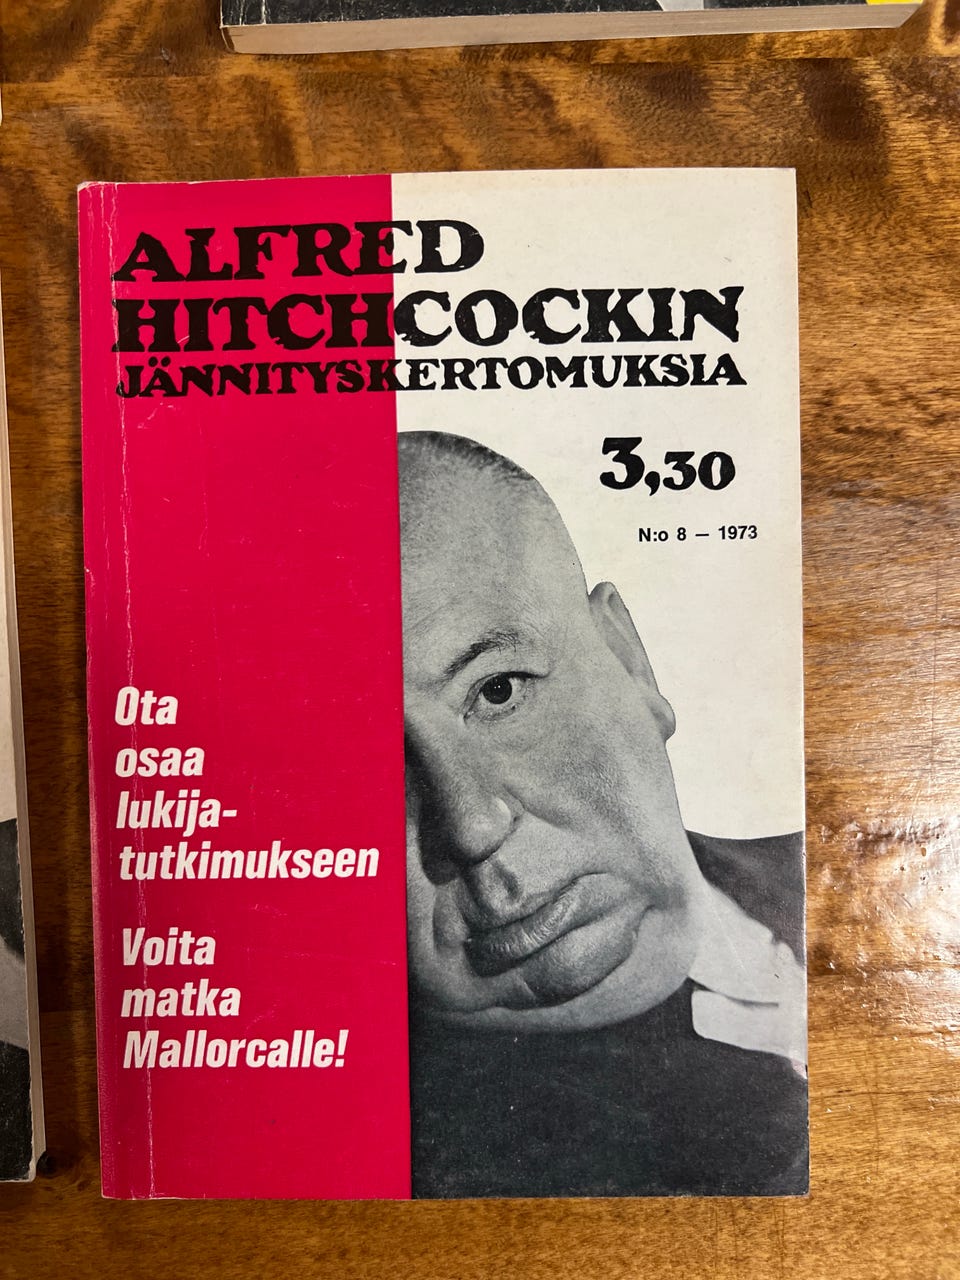 ALFRED
HITCHCOCKIN
JÄNNITYSKERTOMUKSIA
3,30
N:o 8 — 1973
Ota
osaa
lukija-
tutkimukseen
Voita
matka
Mallorcalle!